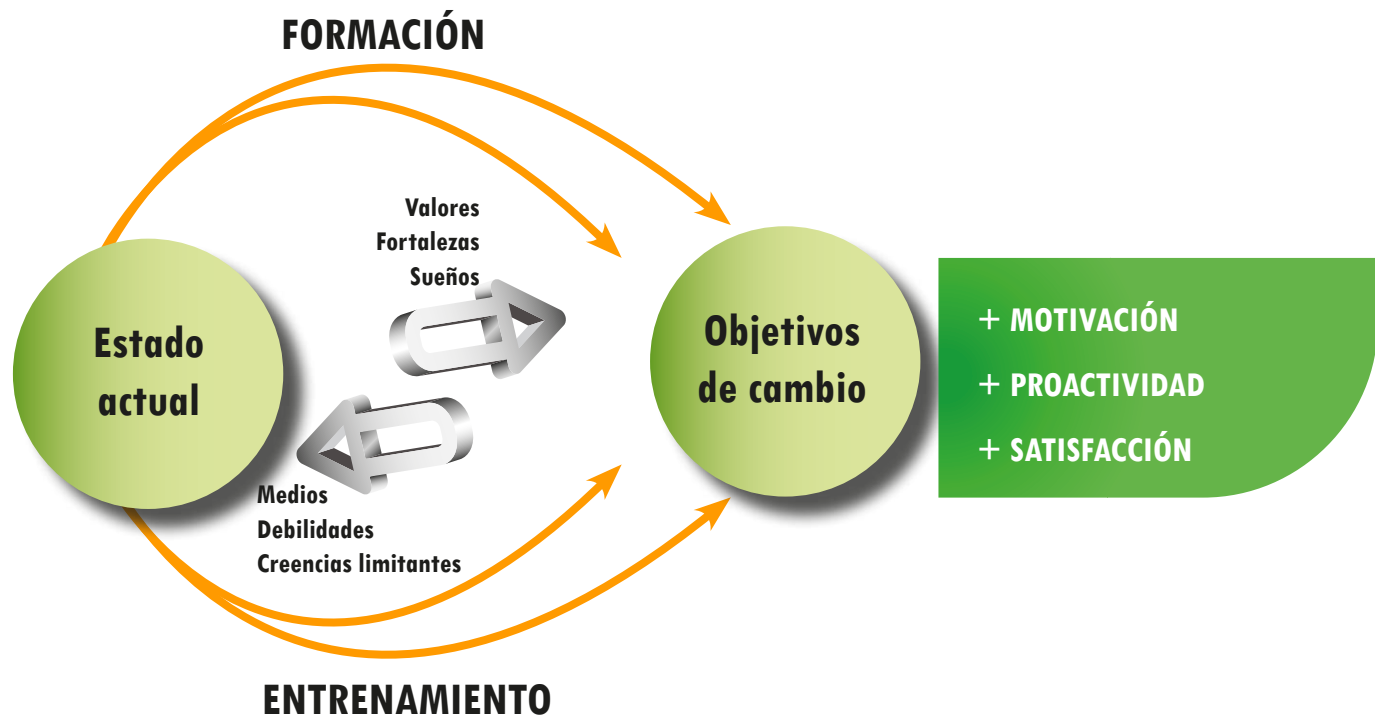 FORMACIÓN
Valores
Fortalezas
Sueños
Estado
actual
Objetivos
de cambio
+ MOTIVACIÓN
+ PROACTIVIDAD
+ SATISFACCIÓN
Medios
Debilidades
Creencias limitantes
ENTRENAMIENTO